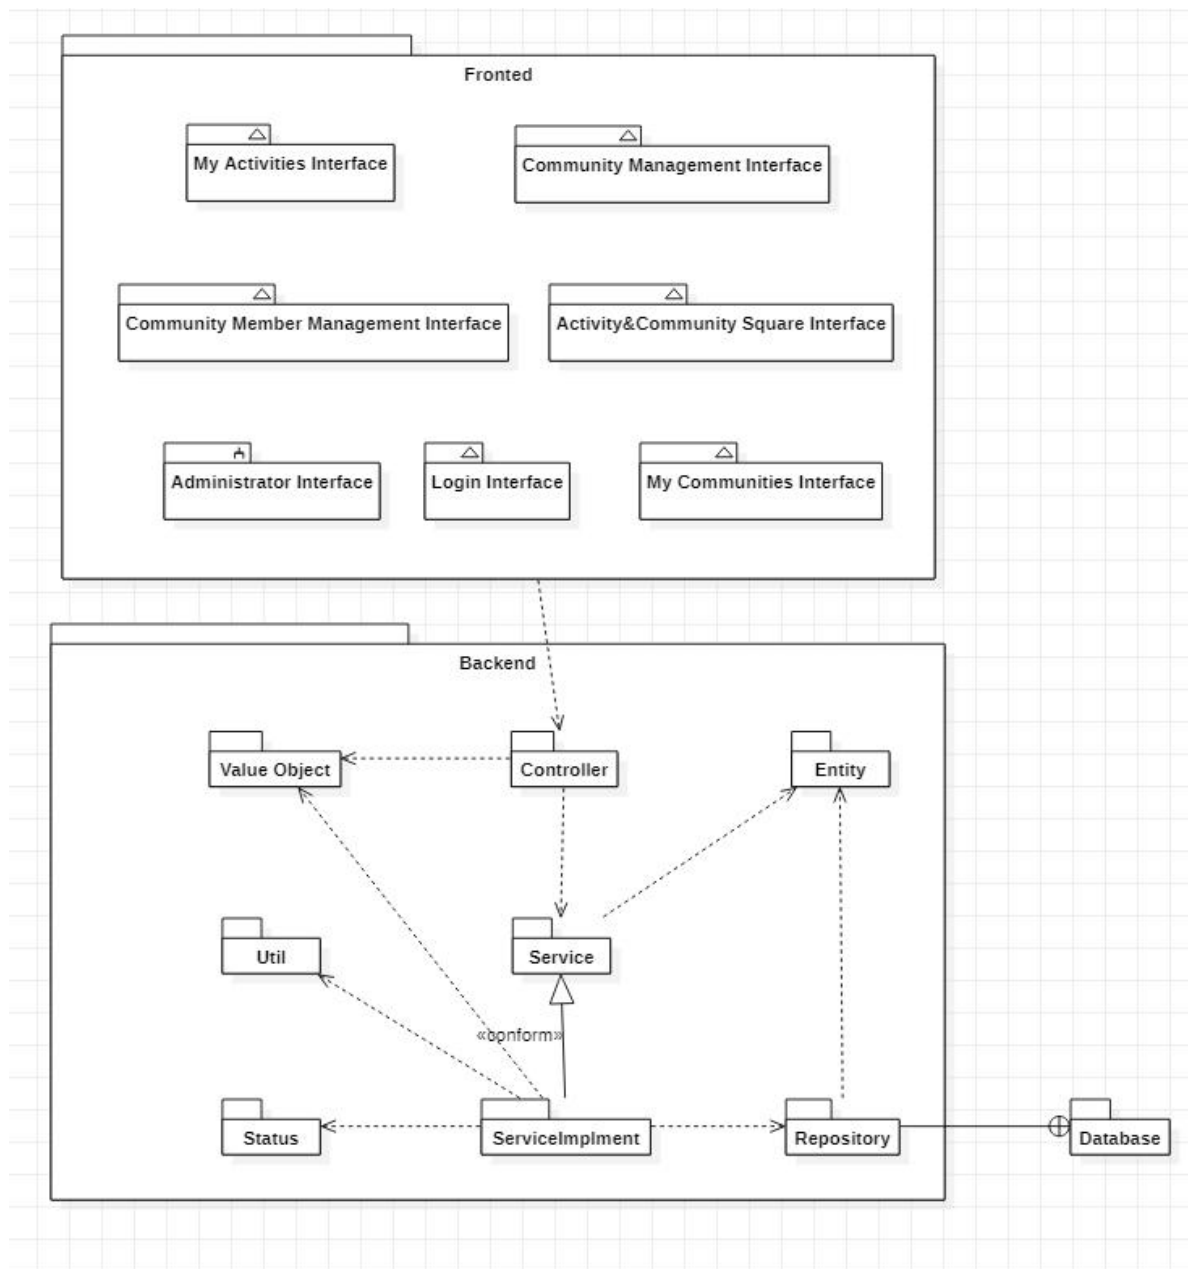 Fronted
My Activities Interface
Community Management Interface
Community Member Management Interface
Activity&Community Square Interface
Administrator Interface
Login Interface
My Communities Interface
Backend
Value Object
Controller
Entity
Util
Service
«conform»
Status
ServiceImplment
Repository
Database